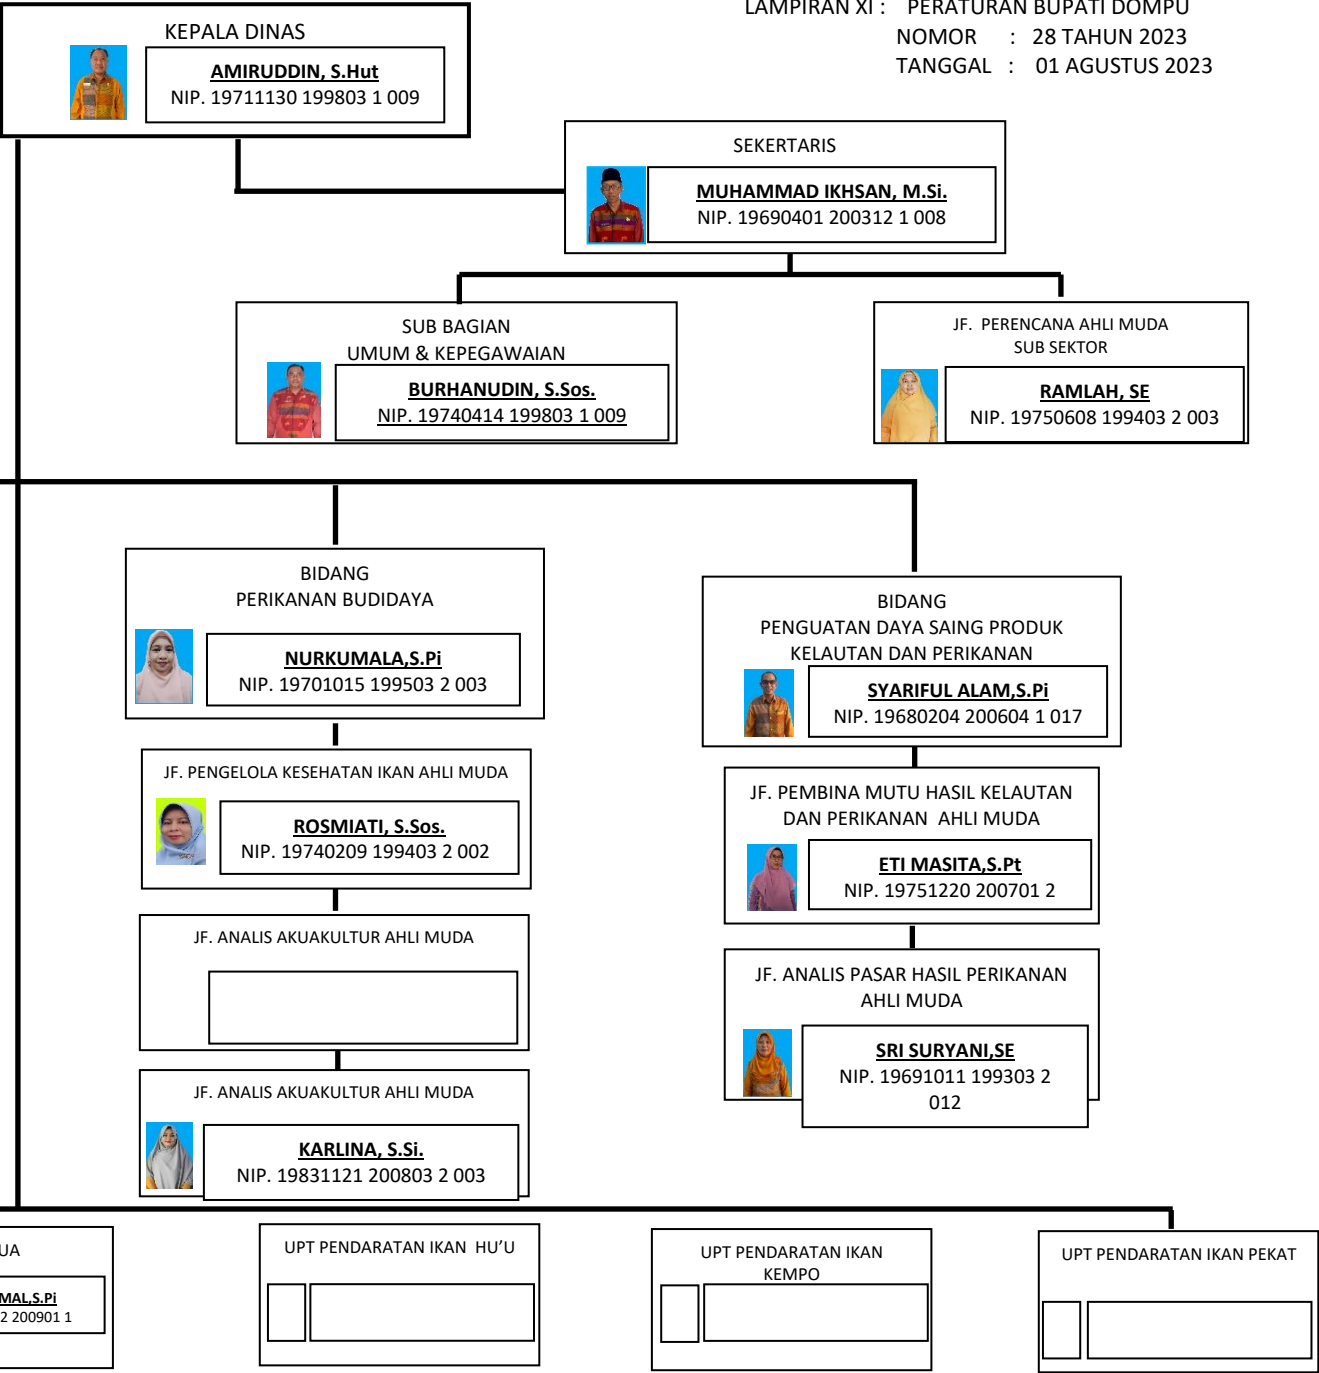 LAMPIRAN XI : PERATURAN BUPATI DOMPU
NOMOR : 28 TAHUN 2023
TANGGAL : 01 AGUSTUS 2023
KEPALA DINAS
AMIRUDDIN, S.Hut
NIP. 19711130 199803 1 009
SEKERTARIS
MUHAMMAD IKHSAN, M.Si.
NIP. 19690401 200312 1 008
SUB BAGIAN
UMUM & KEPEGAWAIAN
BURHANUDIN, S.Sos.
NIP. 19740414 199803 1 009
JF. PERENCANA AHLI MUDA
SUB SEKTOR
RAMLAH, SE
NIP. 19750608 199403 2 003
BIDANG
PERIKANAN BUDIDAYA
NURKUMALA,S.Pi
NIP. 19701015 199503 2 003
JF. PENGELOLA KESEHATAN IKAN AHLI MUDA
ROSMIATI, S.Sos.
NIP. 19740209 199403 2 002
JF. ANALIS AKUAKULTUR AHLI MUDA
JF. ANALIS AKUAKULTUR AHLI MUDA
KARLINA, S.Si.
NIP. 19831121 200803 2 003
BIDANG
PENGUATAN DAYA SAING PRODUK
KELAUTAN DAN PERIKANAN
SYARIFUL ALAM,S.Pi
NIP. 19680204 200604 1 017
JF. PEMBINA MUTU HASIL KELAUTAN
DAN PERIKANAN AHLI MUDA
ETI MASITA,S.Pt
NIP. 19751220 200701 2
JF. ANALIS PASAR HASIL PERIKANAN
AHLI MUDA
SRI SURYANI,SE
NIP. 19691011 199303 2
012
UA
MAL,S.Pi
2 200901 1
UPT PENDARATAN IKAN HU'U
UPT PENDARATAN IKAN
KEMPO
UPT PENDARATAN IKAN PEKAT